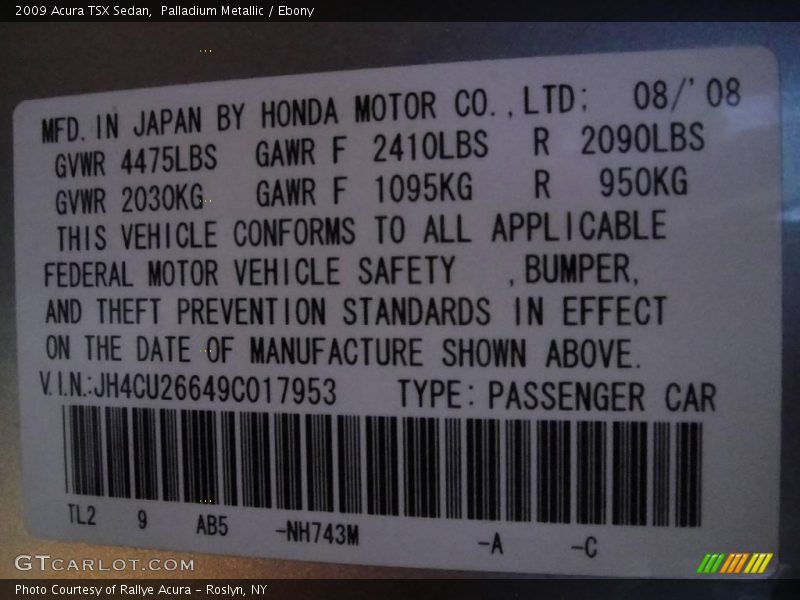 2009 Acura TSX Sedan,  Palladium Metallic / Ebony
MFD. IN JAPAN BY HONDA MOTOR CO.,LTD; 08/'08
GVWR 4475LBS GAWR F 2410LBS R 2090LBS
GVWR 2030KG GAWR F 1095KG R 950KG
THIS VEHICLE CONFORMS TO ALL APPLICABLE
FEDERAL MOTOR VEHICLE SAFETY ,BUMPER,
AND THEFT PREVENTION STANDARDS IN EFFECT
ON THE DATE OF MANUFACTURE SHOWN ABOVE.
V.I.N.:JH4CU26649C017953 TYPE: PASSENGER CAR
TL2 9 AB5 -NH743M -A -C
GTCARLOT.COM
Photo Courtesy of Rallye Acura – Roslyn, NY